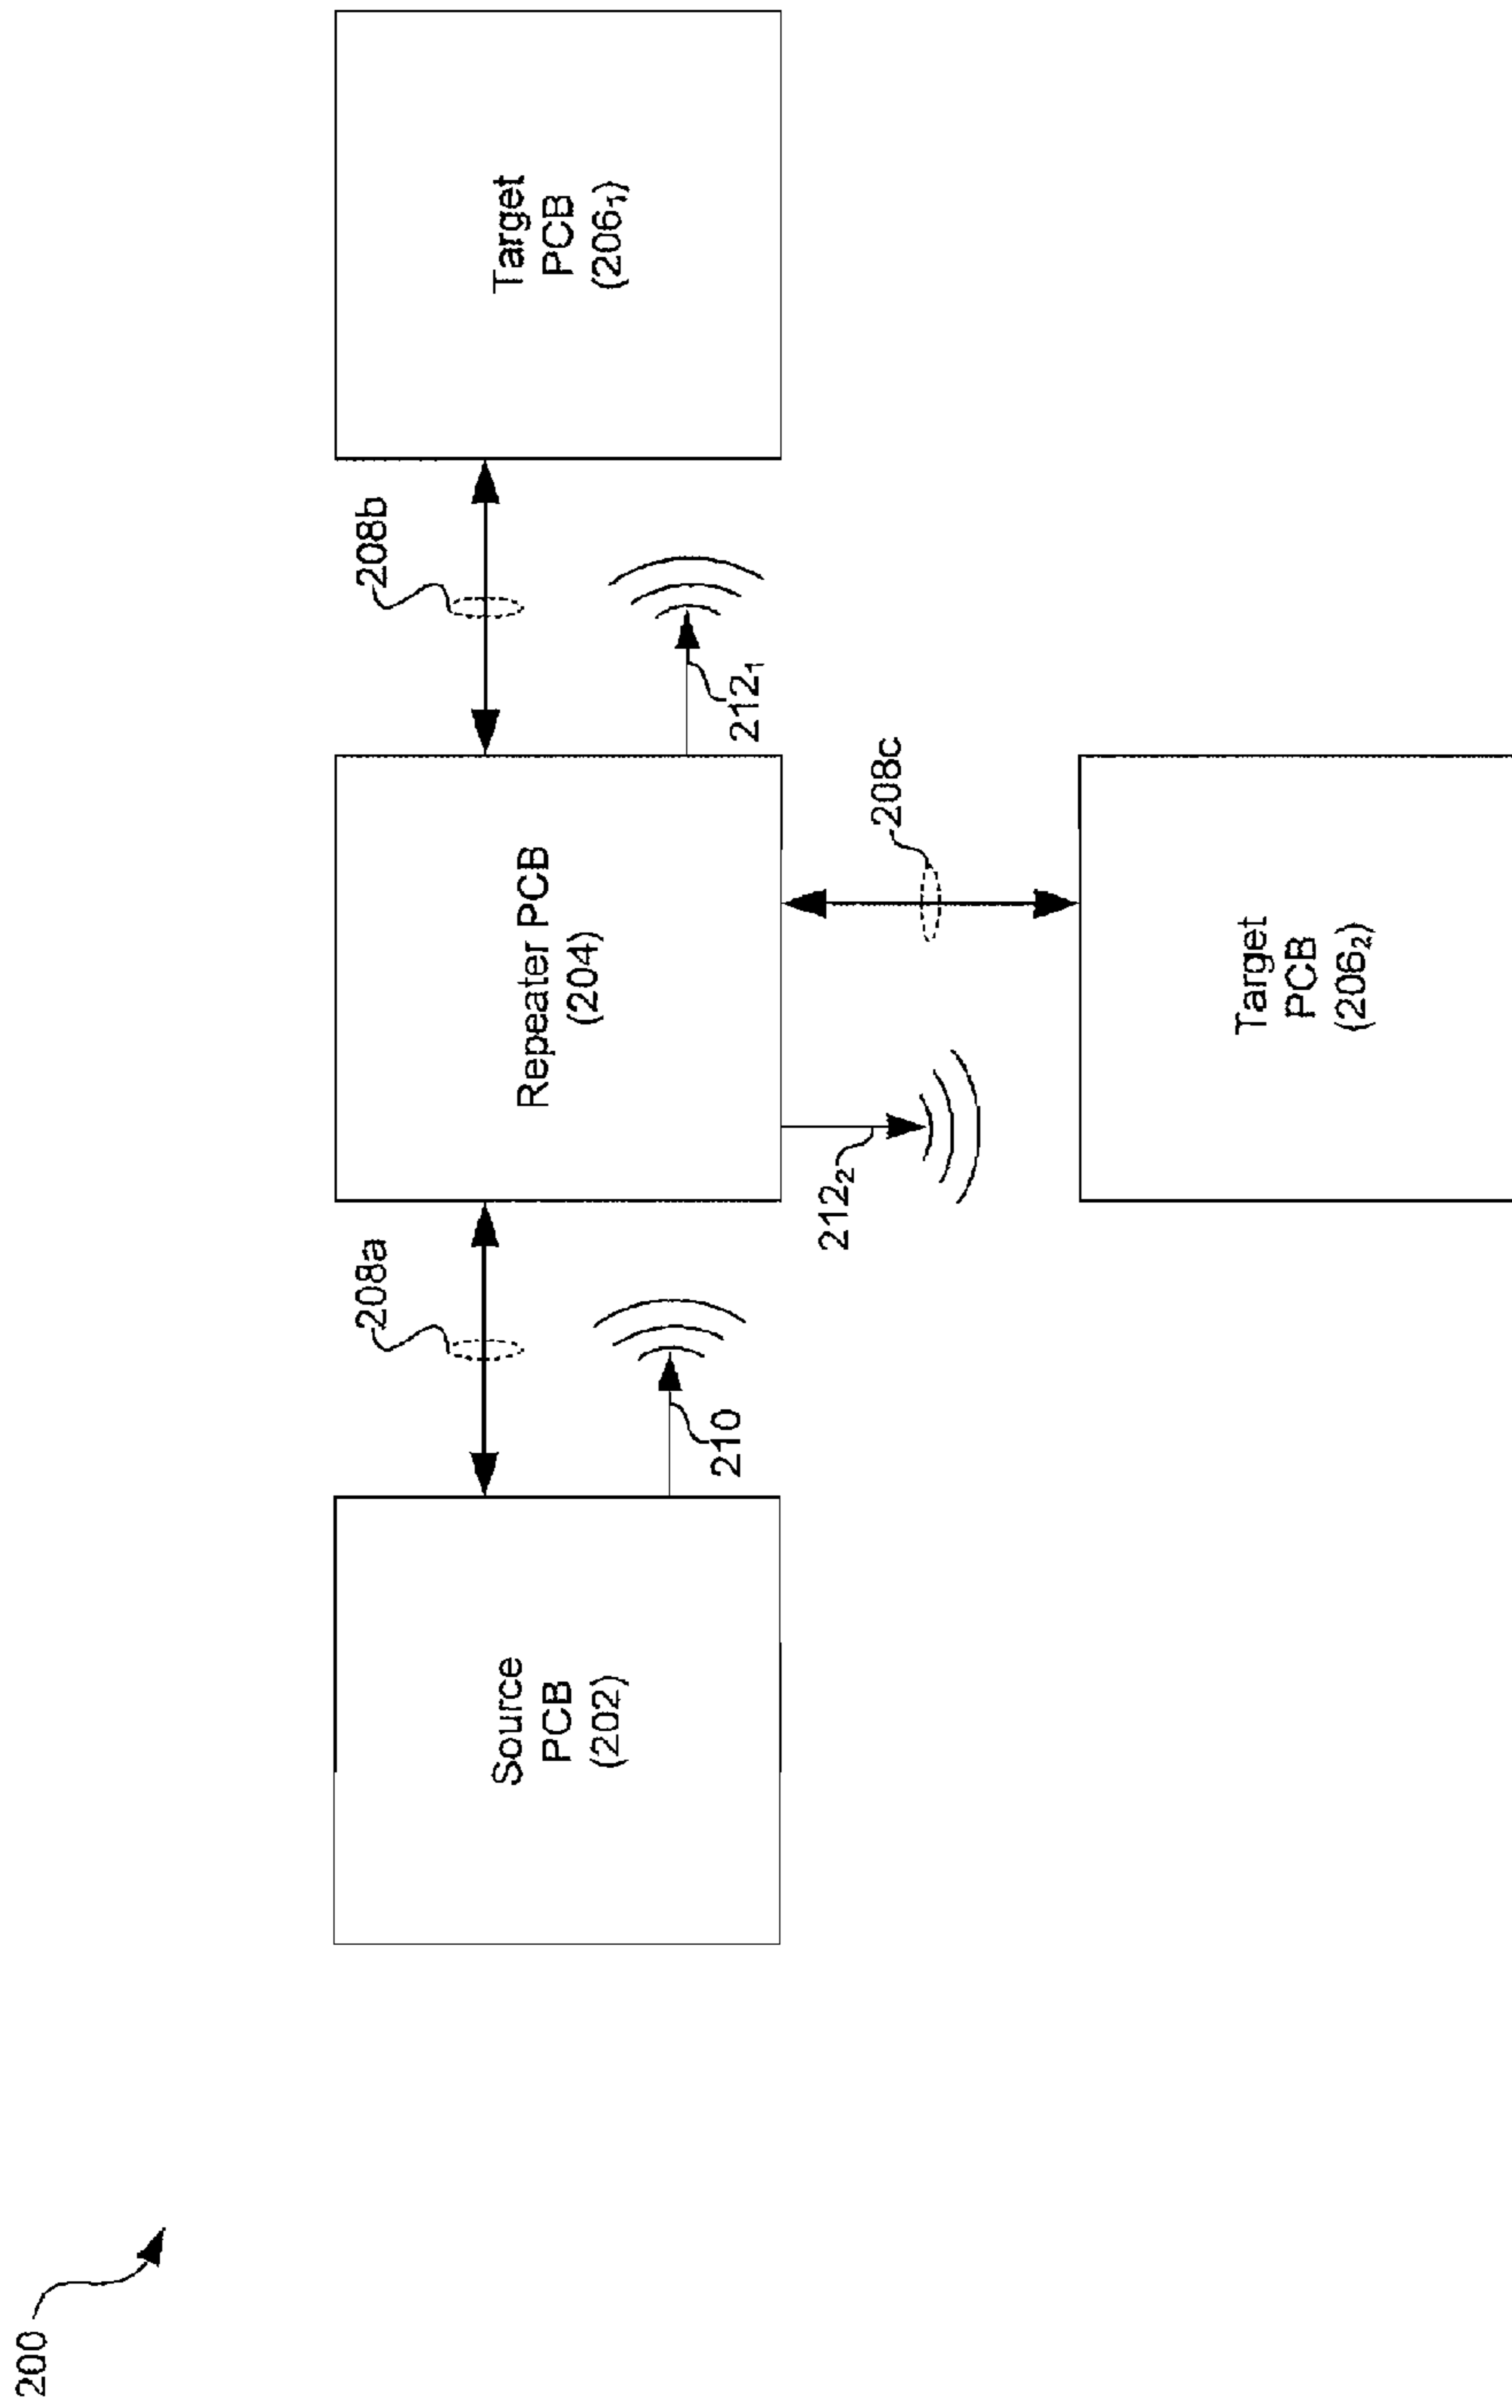 200
208a
208b
Source
PCB
(202)
Repeater PCB
(204)
Target
PCB
(206₁)
210
212₁
212₂
208c
Target
PCB
(206₂)